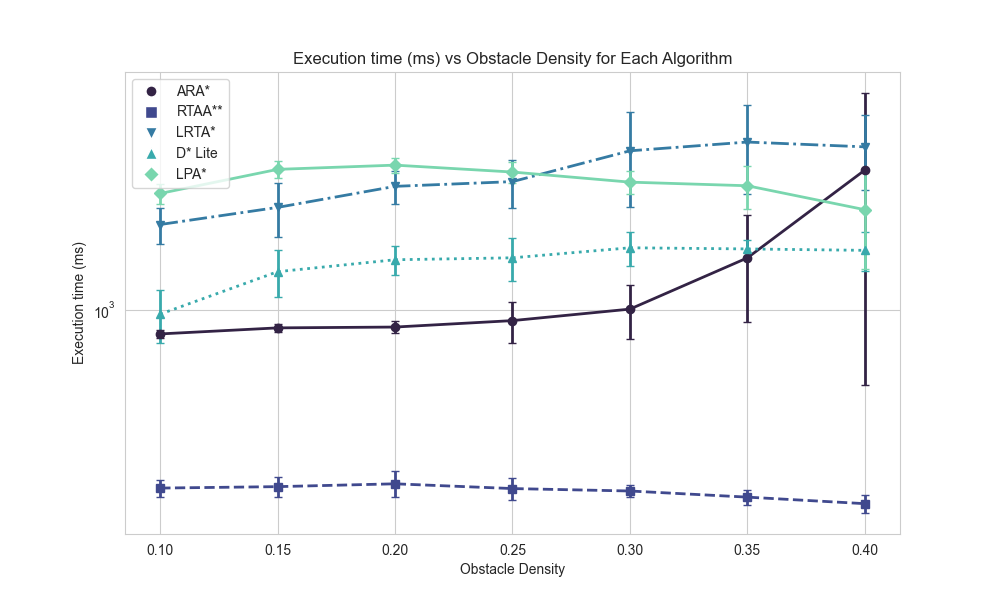 Execution time (ms) vs Obstacle Density for Each Algorithm
ARA*
RTAA**
LRTA*
D* Lite
LPA*
Execution time (ms)
10³
0.10 0.15 0.20 0.25 0.30 0.35 0.40
Obstacle Density